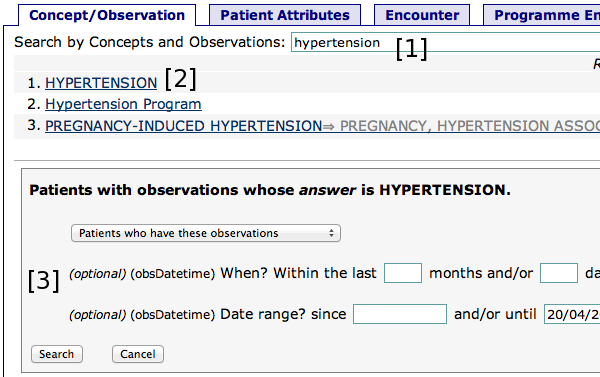 Concept/Observation Patient Attributes Encounter Programme En
Search by Concepts and Observations: hypertension [1]
R
1. HYPERTENSION [2]
2. Hypertension Program
3. PREGNANCY-INDUCED HYPERTENSION⇒ PREGNANCY, HYPERTENSION ASSOC
Patients with observations whose answer is HYPERTENSION.
Patients who have these observations
[3] (optional) (obsDatetime) When? Within the last months and/or da
(optional) (obsDatetime) Date range? since and/or until 20/04/2
Search Cancel